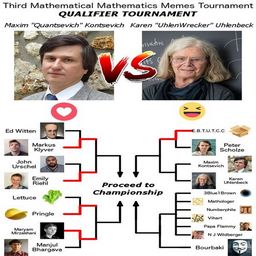 Third Mathematical Mathematics Memes Tournament
QUALIFIER TOURNAMENT
Maxim "Quantsevich" Kontsevich Karen "UhlenWrecker" Uhlenbeck
VS
Ed Witten
Markus Klyver
John Urschel
Emily Riehl
Lettuce
Pringle
Maryam Mirzakhani
Manjul Bhargava
Proceed to
Championship
E.B.T.U.T.C.C
Peter Scholze
Maxim Kontsevich
Karen Uhlenbeck
3Blue1Brown
Mathologer
Numberphile
Vihart
Papa Flammy
N J Wildberger
Bourbaki